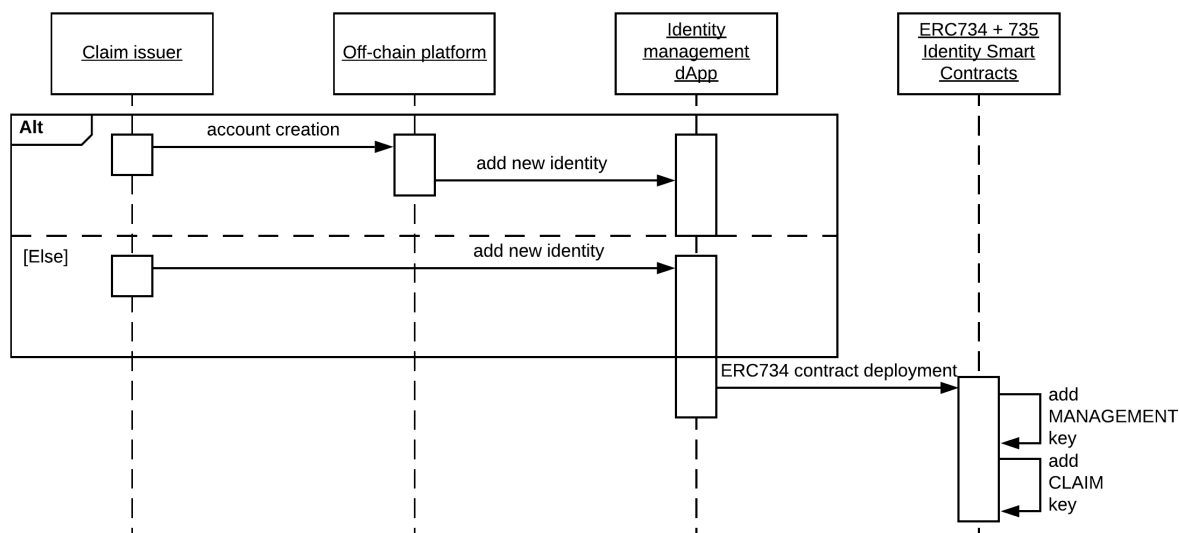 Claim issuer
Off-chain platform
Identity
management
dApp
ERC734 + 735
Identity Smart
Contracts
Alt
account creation
add new identity
[Else]
add new identity
ERC734 contract deployment
add
MANAGEMENT
key
add
CLAIM
key